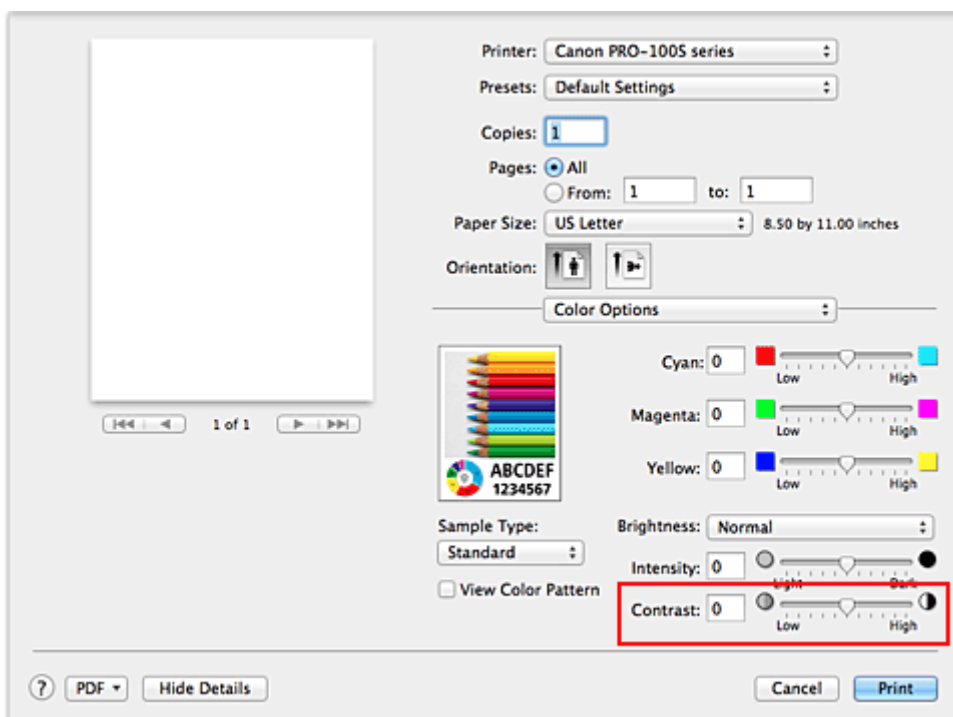 Printer: Canon PRO-100S series
Presets: Default Settings
Copies: 1
Pages: All
From: 1 to: 1
Paper Size: US Letter 8.50 by 11.00 inches
Orientation:
Color Options
1 of 1
Cyan: 0
Low High
Magenta: 0
Low High
Yellow: 0
Low High
ABCDEF
1234567
Sample Type:
Standard
View Color Pattern
Brightness: Normal
Intensity: 0
Light Dark
Contrast: 0
Low High
? PDF Hide Details Cancel Print